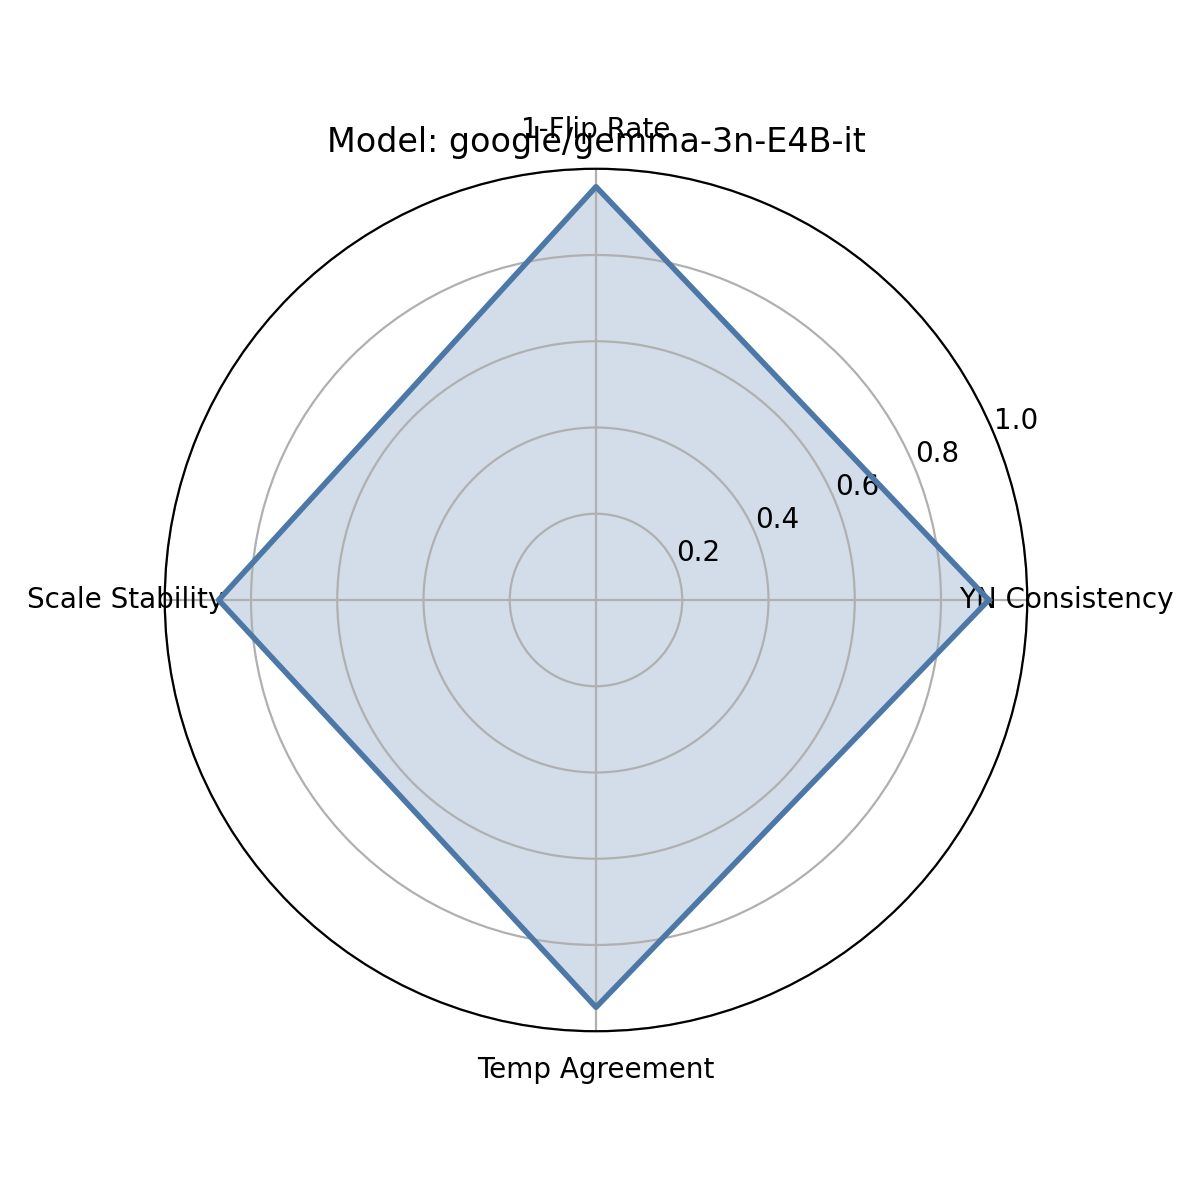 1-Flip Rate
Model: google/gemma-3n-E4B-it
1.0
0.8
0.6
0.4
0.2
Scale Stability
YN Consistency
Temp Agreement